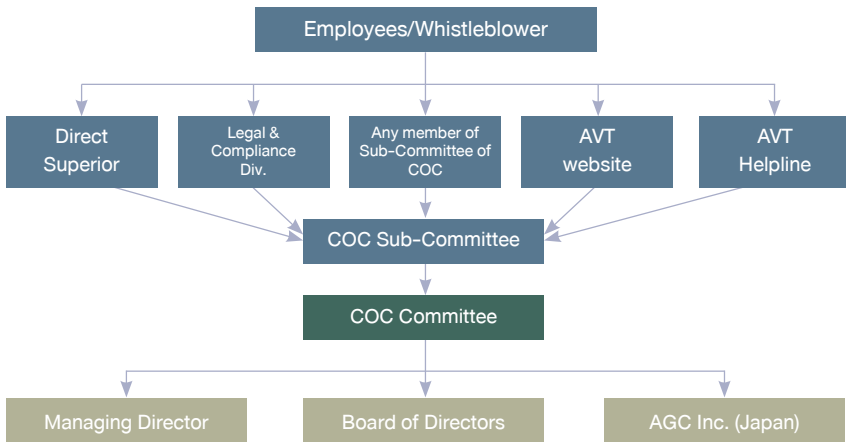 Employees/Whistleblower
Direct
Superior
Legal &
Compliance
Div.
Any member of
Sub-Committee of
COC
AVT
website
AVT
Helpline
COC Sub-Committee
COC Committee
Managing Director
Board of Directors
AGC Inc. (Japan)